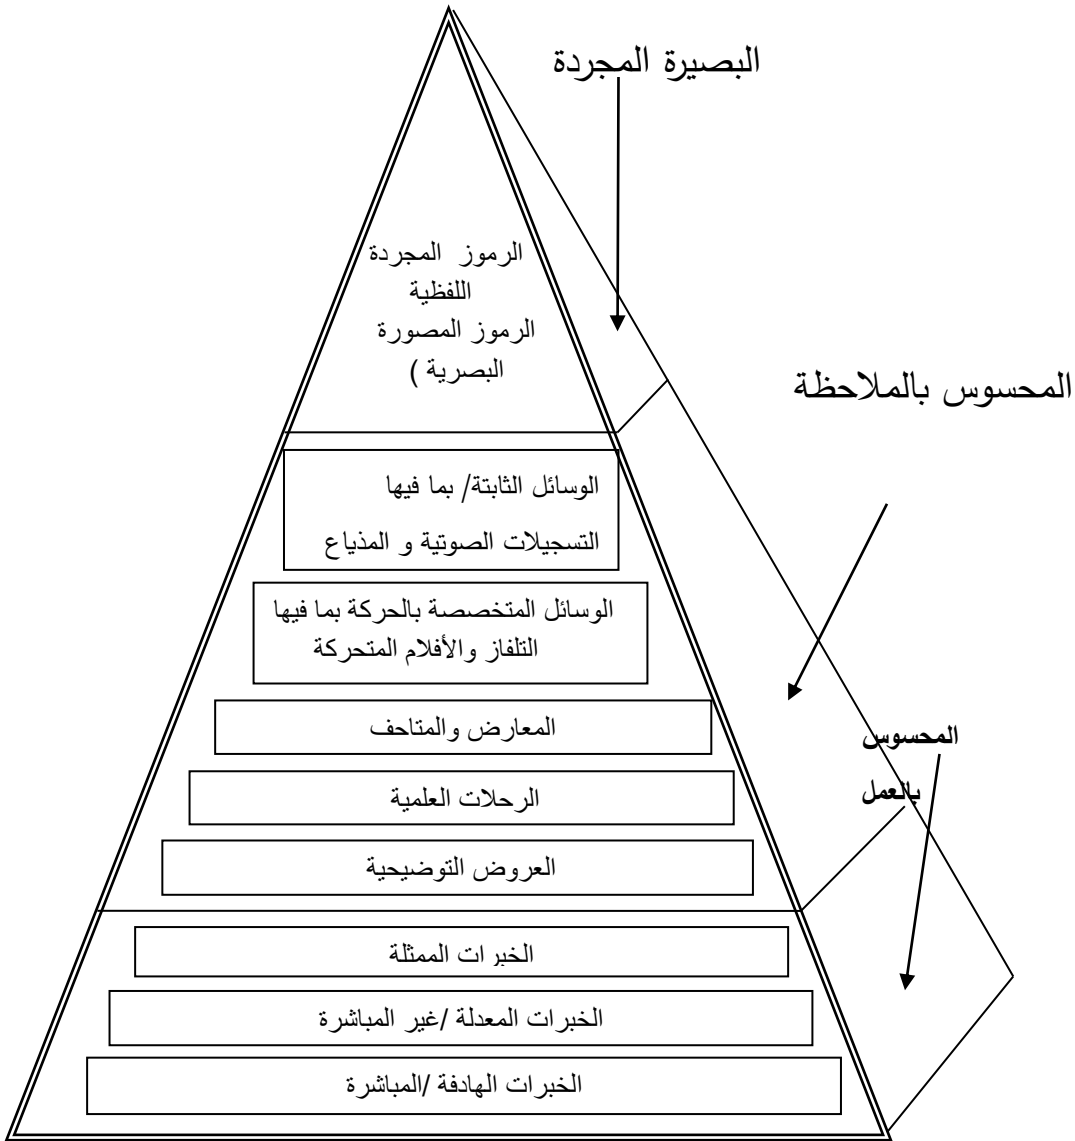 البصيرة المجردة
الرموز المجردة
اللفظية
الرموز المصورة
البصرية )
المحسوس بالملاحظة
الوسائل الثابتة/ بما فيها
التسجيلات الصوتية و المذياع
الوسائل المتخصصة بالحركة بما فيها
التلفاز والأفلام المتحركة
المعارض والمتاحف
المحسوس
بالعمل
الرحلات العلمية
العروض التوضيحية
الخبرات الممثلة
الخبرات المعدلة /غير المباشرة
الخبرات الهادفة /المباشرة